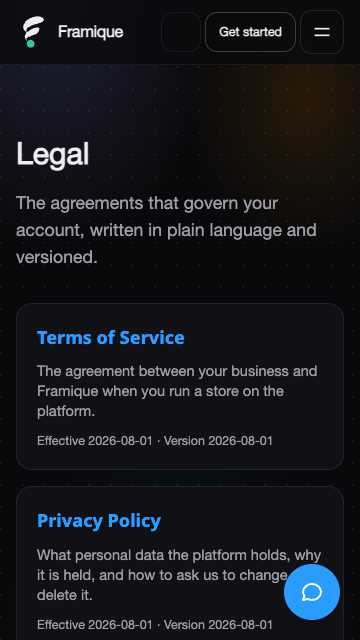 Framique
Get started
Legal
The agreements that govern your
account, written in plain language and
versioned.
Terms of Service
The agreement between your business and
Framique when you run a store on the
platform.
Effective 2026-08-01 · Version 2026-08-01
Privacy Policy
What personal data the platform holds, why
it is held, and how to ask us to change
delete it.
Effective 2026-08-01 · Version 2026-08-01